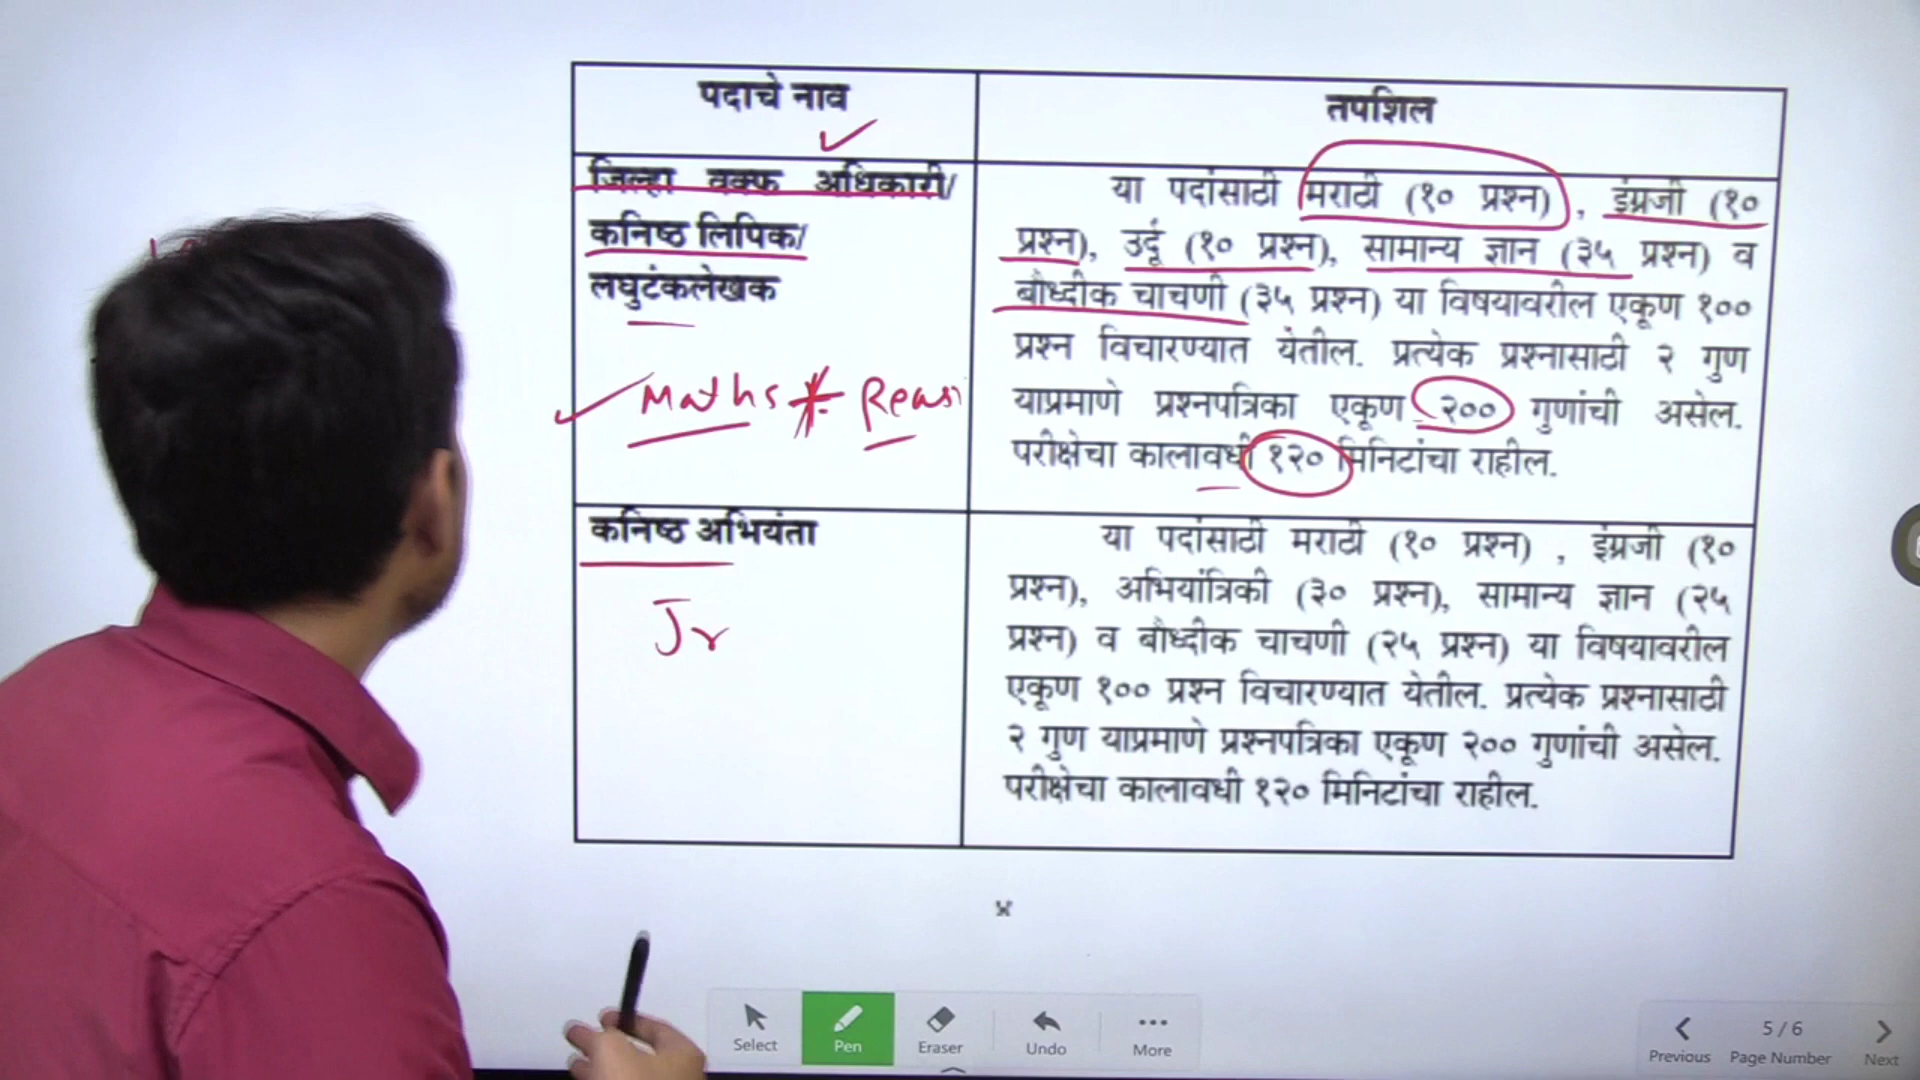 पदाचे नाव
तपशिल
जिल्हा वक्फ अधिकारी/
कनिष्ठ लिपिक/
लघुटंकलेखक
Maths * Reas
या पदांसाठी मराठी (१० प्रश्न) , इंग्रजी (१०
प्रश्न), उर्दू (१० प्रश्न), सामान्य ज्ञान (३५ प्रश्न) व
बौध्दीक चाचणी (३५ प्रश्न) या विषयावरील एकूण १००
प्रश्न विचारण्यात येतील. प्रत्येक प्रश्नासाठी २ गुण
याप्रमाणे प्रश्नपत्रिका एकूण २०० गुणांची असेल.
परीक्षेचा कालावधी १२० मिनिटांचा राहील.
कनिष्ठ अभियंता
Jr
या पदांसाठी मराठी (१० प्रश्न) , इंग्रजी (१०
प्रश्न), अभियांत्रिकी (३० प्रश्न), सामान्य ज्ञान (२५
प्रश्न) व बौध्दीक चाचणी (२५ प्रश्न) या विषयावरील
एकूण १०० प्रश्न विचारण्यात येतील. प्रत्येक प्रश्नासाठी
२ गुण याप्रमाणे प्रश्नपत्रिका एकूण २०० गुणांची असेल.
परीक्षेचा कालावधी १२० मिनिटांचा राहील.
Select Pen Eraser Undo More
5 / 6
Previous Page Number Next